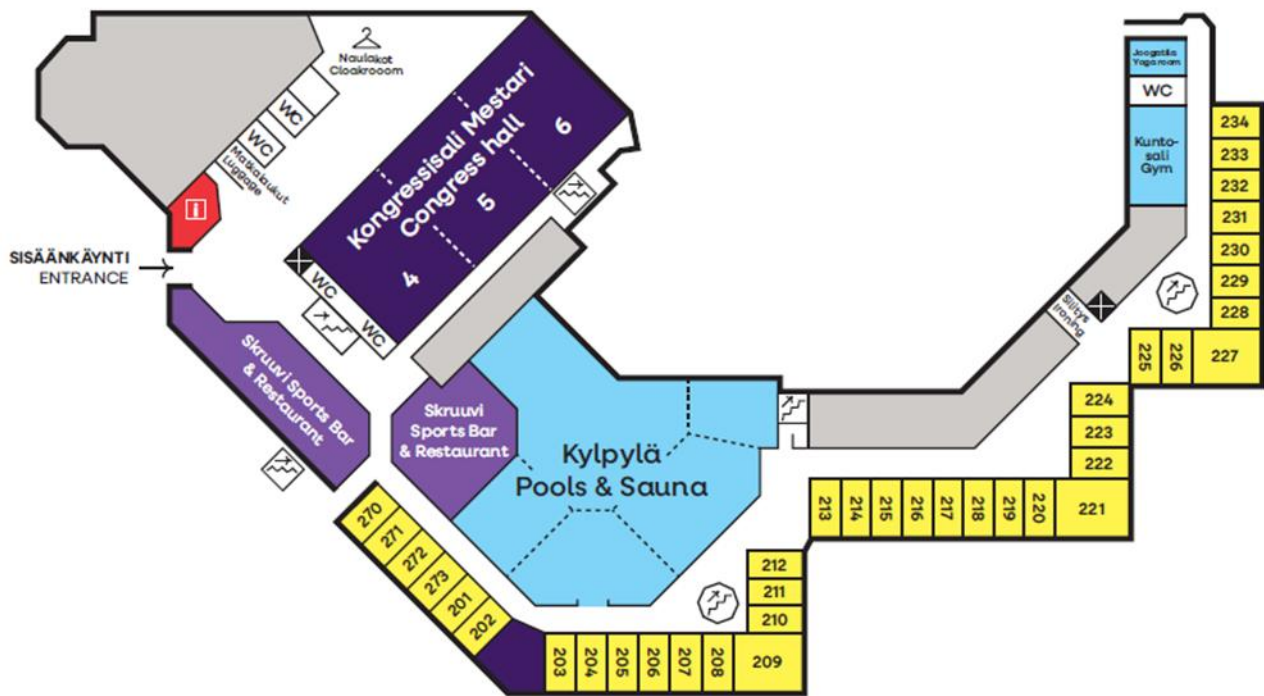 Naulakot
Cloakrooom
WC
WC
Matkalaukut
Luggage
i
SISÄÄNKÄYNTI
ENTRANCE
Kongressisali Mestari
Congress hall
4
5
6
WC
WC
Skruuvi Sports Bar
& Restaurant
Skruuvi
Sports Bar
& Restaurant
Kylpylä
Pools & Sauna
Joogatila
Yoga room
WC
Kunto-
sali
Gym
Silitys
Ironing
234
233
232
231
230
229
228
225
226
227
224
223
222
213
214
215
216
217
218
219
220
221
212
211
210
270
271
272
273
201
202
203
204
205
206
207
208
209